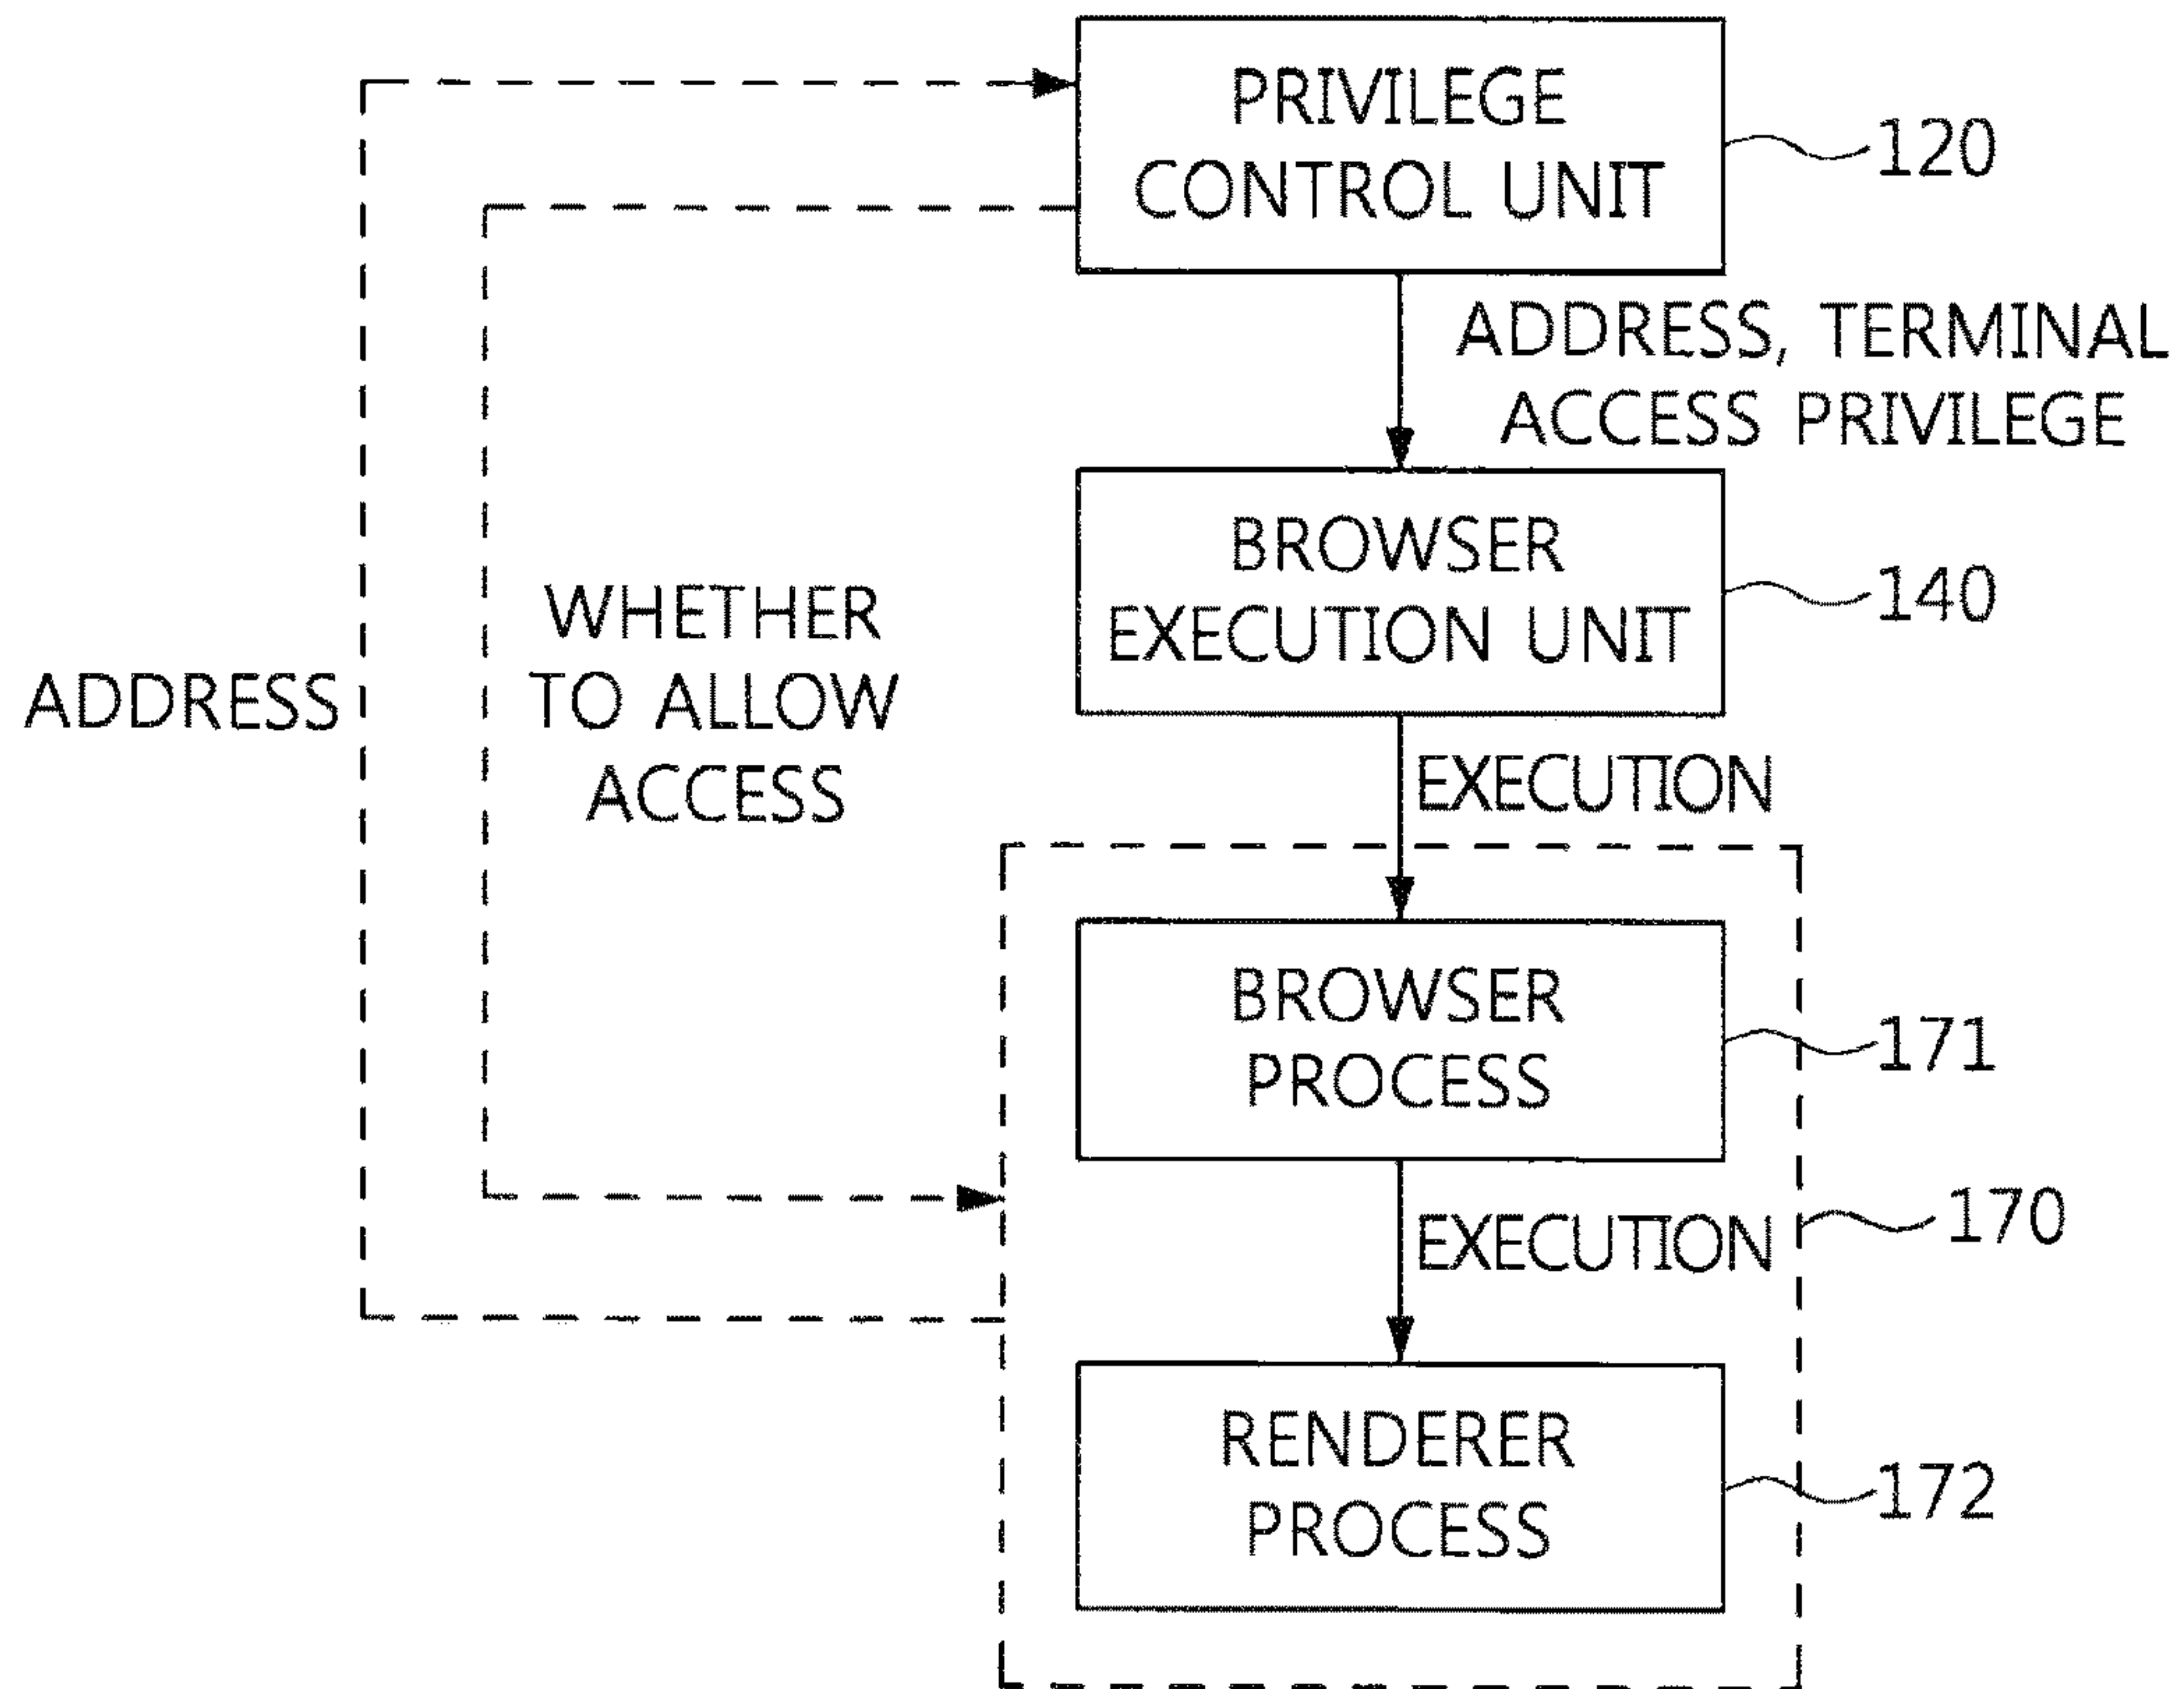 PRIVILEGE
CONTROL UNIT
120
ADDRESS, TERMINAL
ACCESS PRIVILEGE
BROWSER
EXECUTION UNIT
140
ADDRESS
WHETHER
TO ALLOW
ACCESS
EXECUTION
BROWSER
PROCESS
171
EXECUTION
170
RENDERER
PROCESS
172